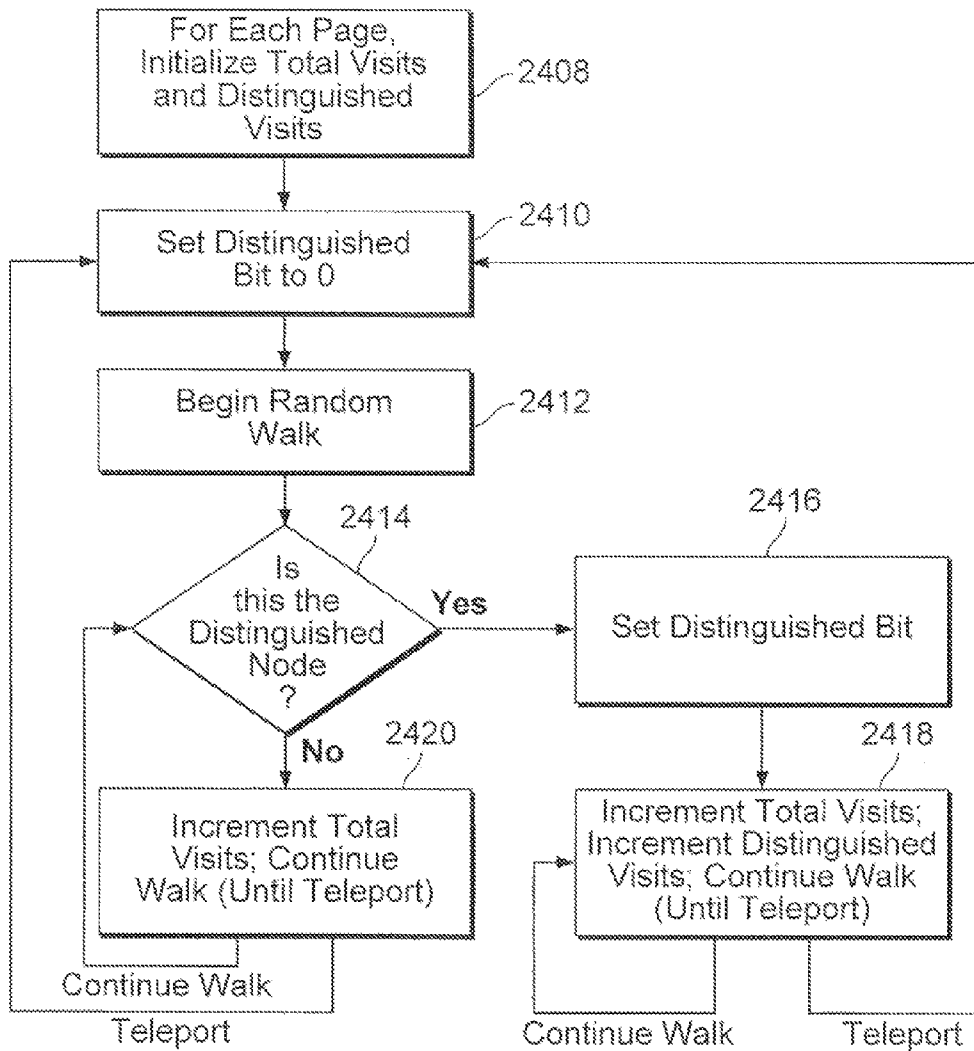 For Each Page,
Initialize Total Visits
and Distinguished
Visits
2408
Set Distinguished
Bit to 0
2410
Begin Random
Walk
2412
Is
this the
Distinguished
Node
?
2414
Yes
No
2416
Set Distinguished Bit
2420
Increment Total
Visits; Continue
Walk (Until Teleport)
2418
Increment Total Visits;
Increment Distinguished
Visits; Continue Walk
(Until Teleport)
Continue Walk
Teleport
Continue Walk
Teleport